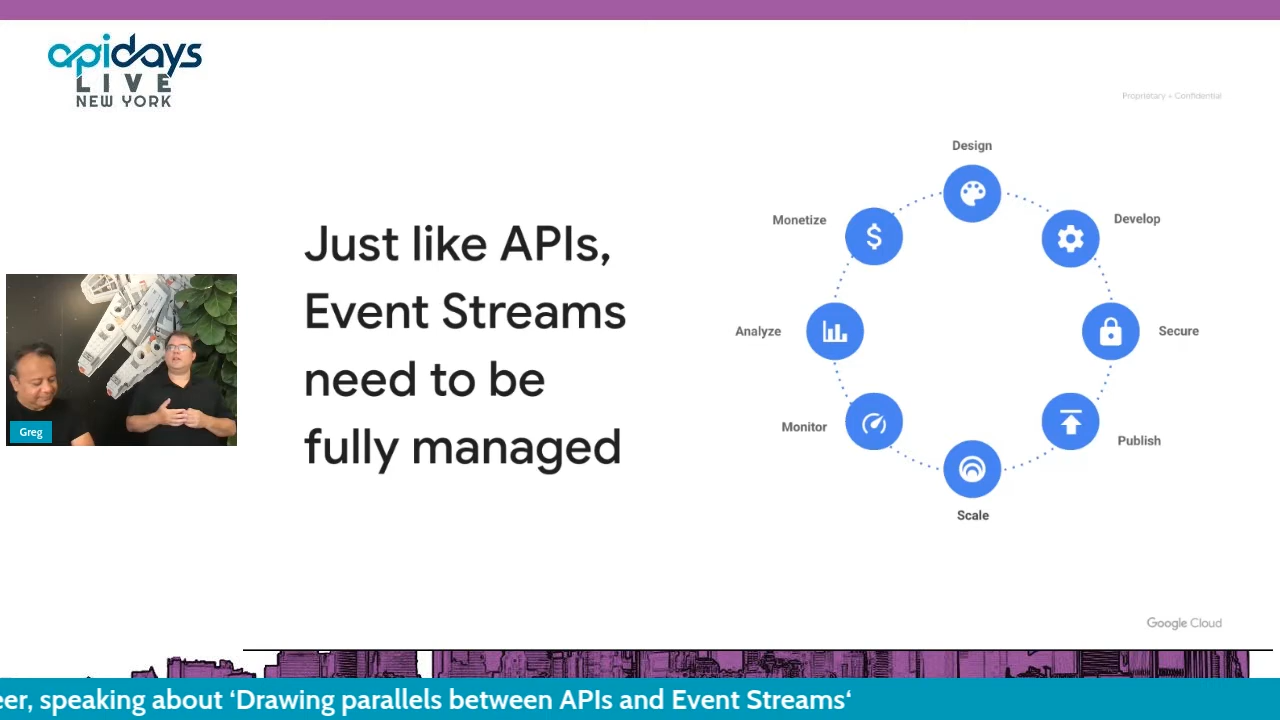 apidays
LIVE
NEW YORK
Proprietary + Confidential
Just like APIs,
Event Streams
need to be
fully managed
Design
Develop
Secure
Publish
Scale
Monitor
Analyze
Monetize
Greg
Google Cloud
eer, speaking about ‘Drawing parallels between APIs and Event Streams‘